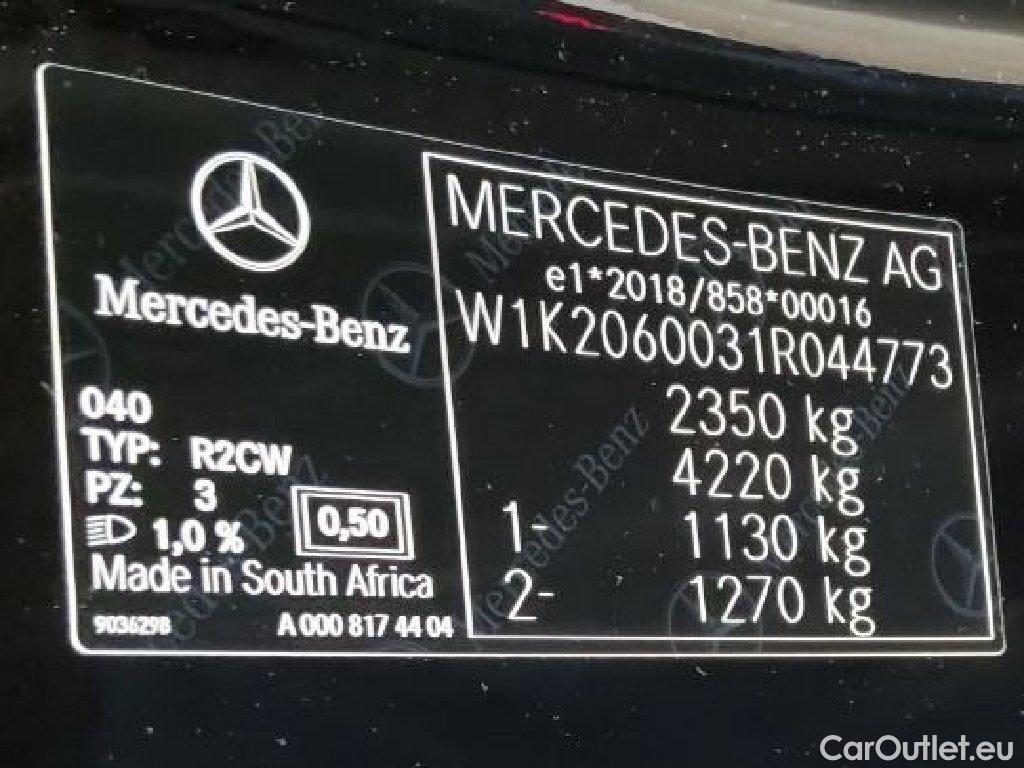 Mercedes-Benz
040
TYP: R2CW
PZ: 3
1,0 %
0,50
Made in South Africa
9036298
A 000 817 44 04
MERCEDES-BENZ AG
e1*2018/858*00016
W1K2060031R044773
2350 kg
4220 kg
1- 1130 kg
2- 1270 kg
CarOutlet.eu